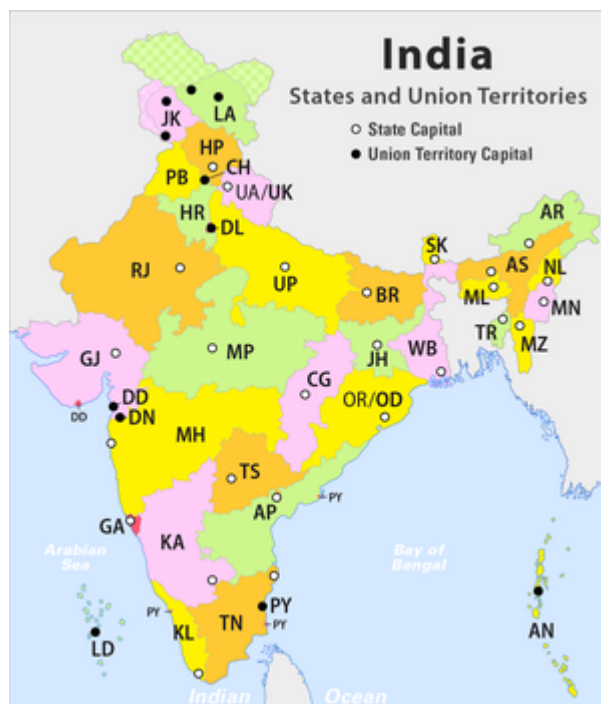 India
States and Union Territories
State Capital
Union Territory Capital
JK
LA
HP
CH
PB
UA/UK
HR
DL
AR
SK
AS
RJ
UP
NL
BR
ML
MN
TR
MZ
GJ
MP
JH
WB
CG
DD
DN
DD
OR/OD
MH
TS
AP
PY
GA
KA
Arabian
Sea
Bay of
Bengal
PY
PY
TN
PY
KL
AN
LD
Indian Ocean